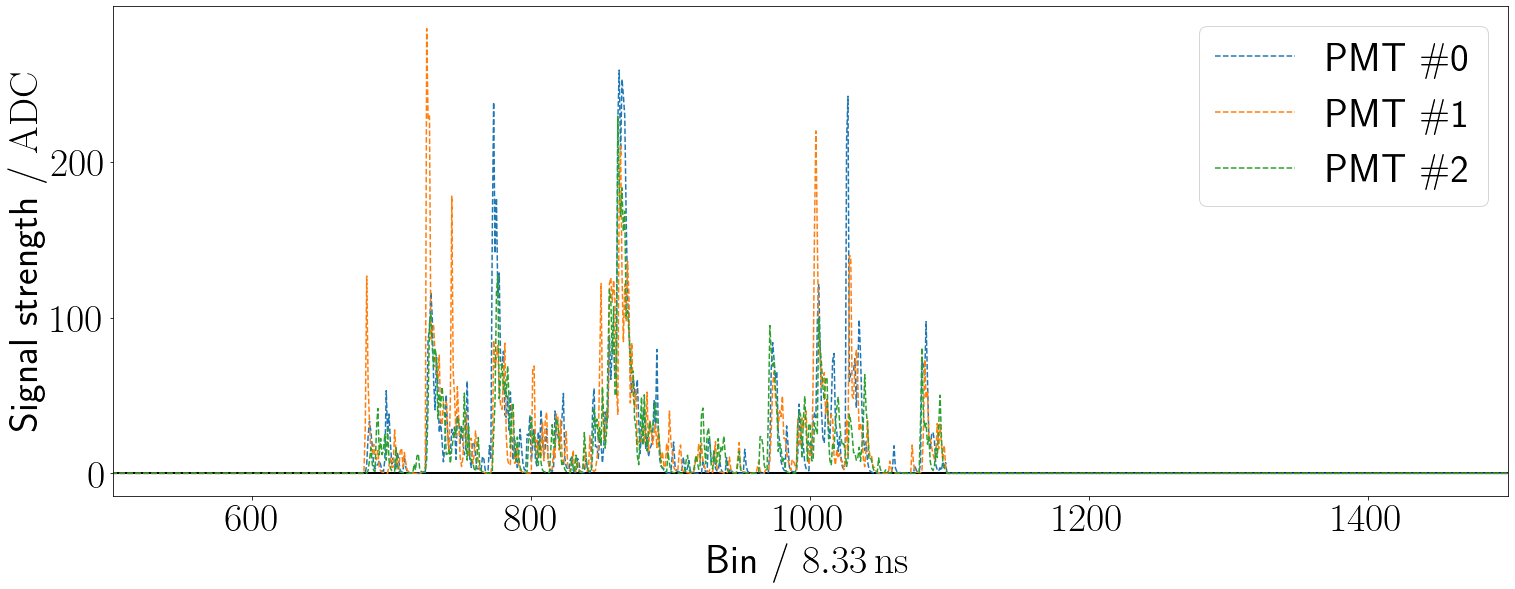 PMT #0
PMT #1
PMT #2
Signal strength / ADC
200
100
0
600 800 1000 1200 1400
Bin / 8.33 ns